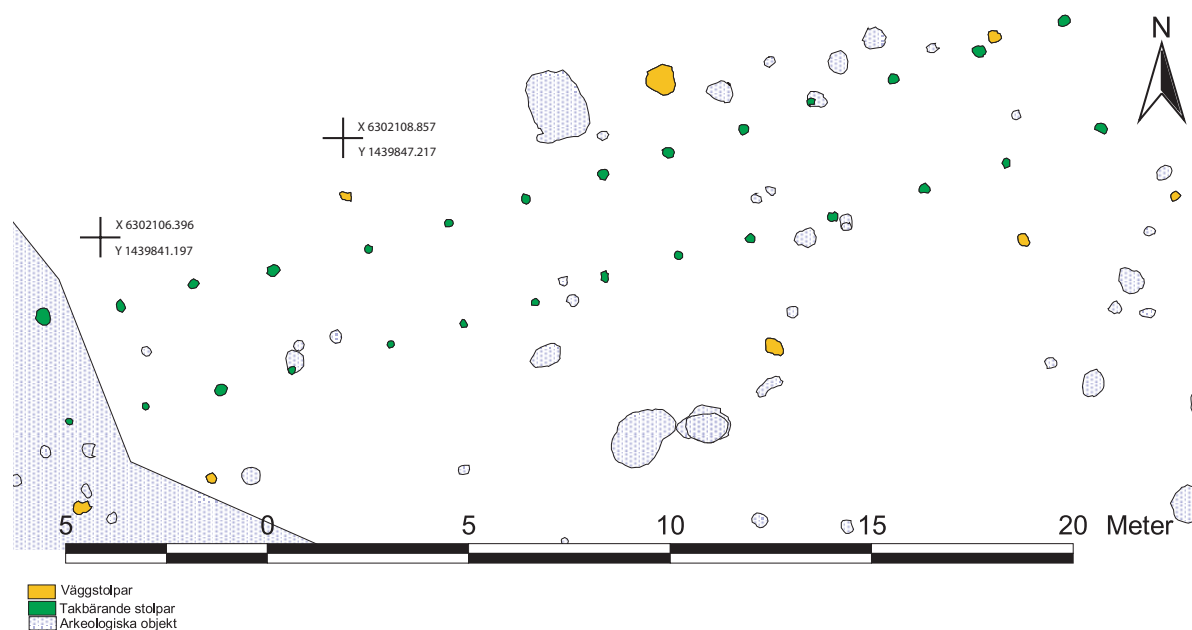 N
X 6302108.857
Y 1439847.217
X 6302106.396
Y 1439841.197
5 0 5 10 15 20 Meter
Väggstolpar
Takbärande stolpar
Arkeologiska objekt